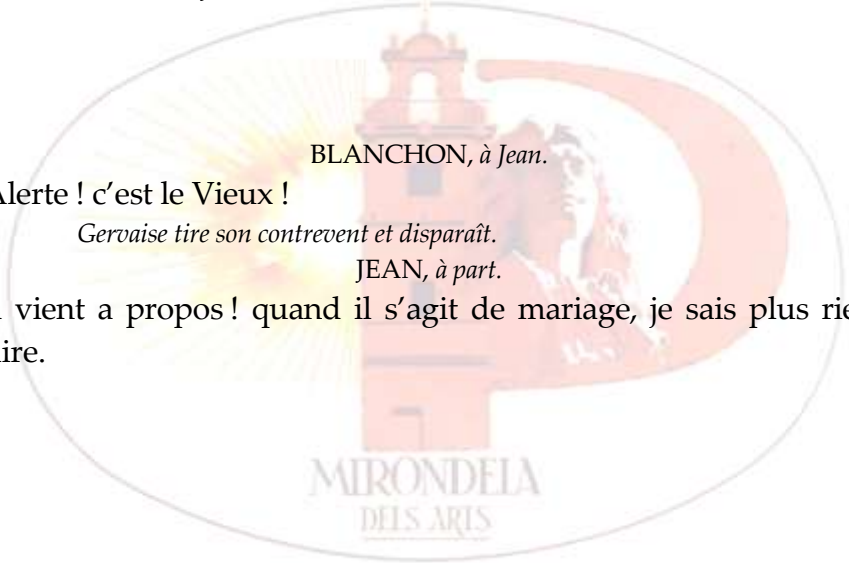 BLANCHON, à Jean.
Alerte ! c’est le Vieux !
Gervaise tire son contrevent et disparaît.
JEAN, à part.
vient a propos ! quand il s’agit de mariage, je sais plus
MIRONDELA
DELS ARTS